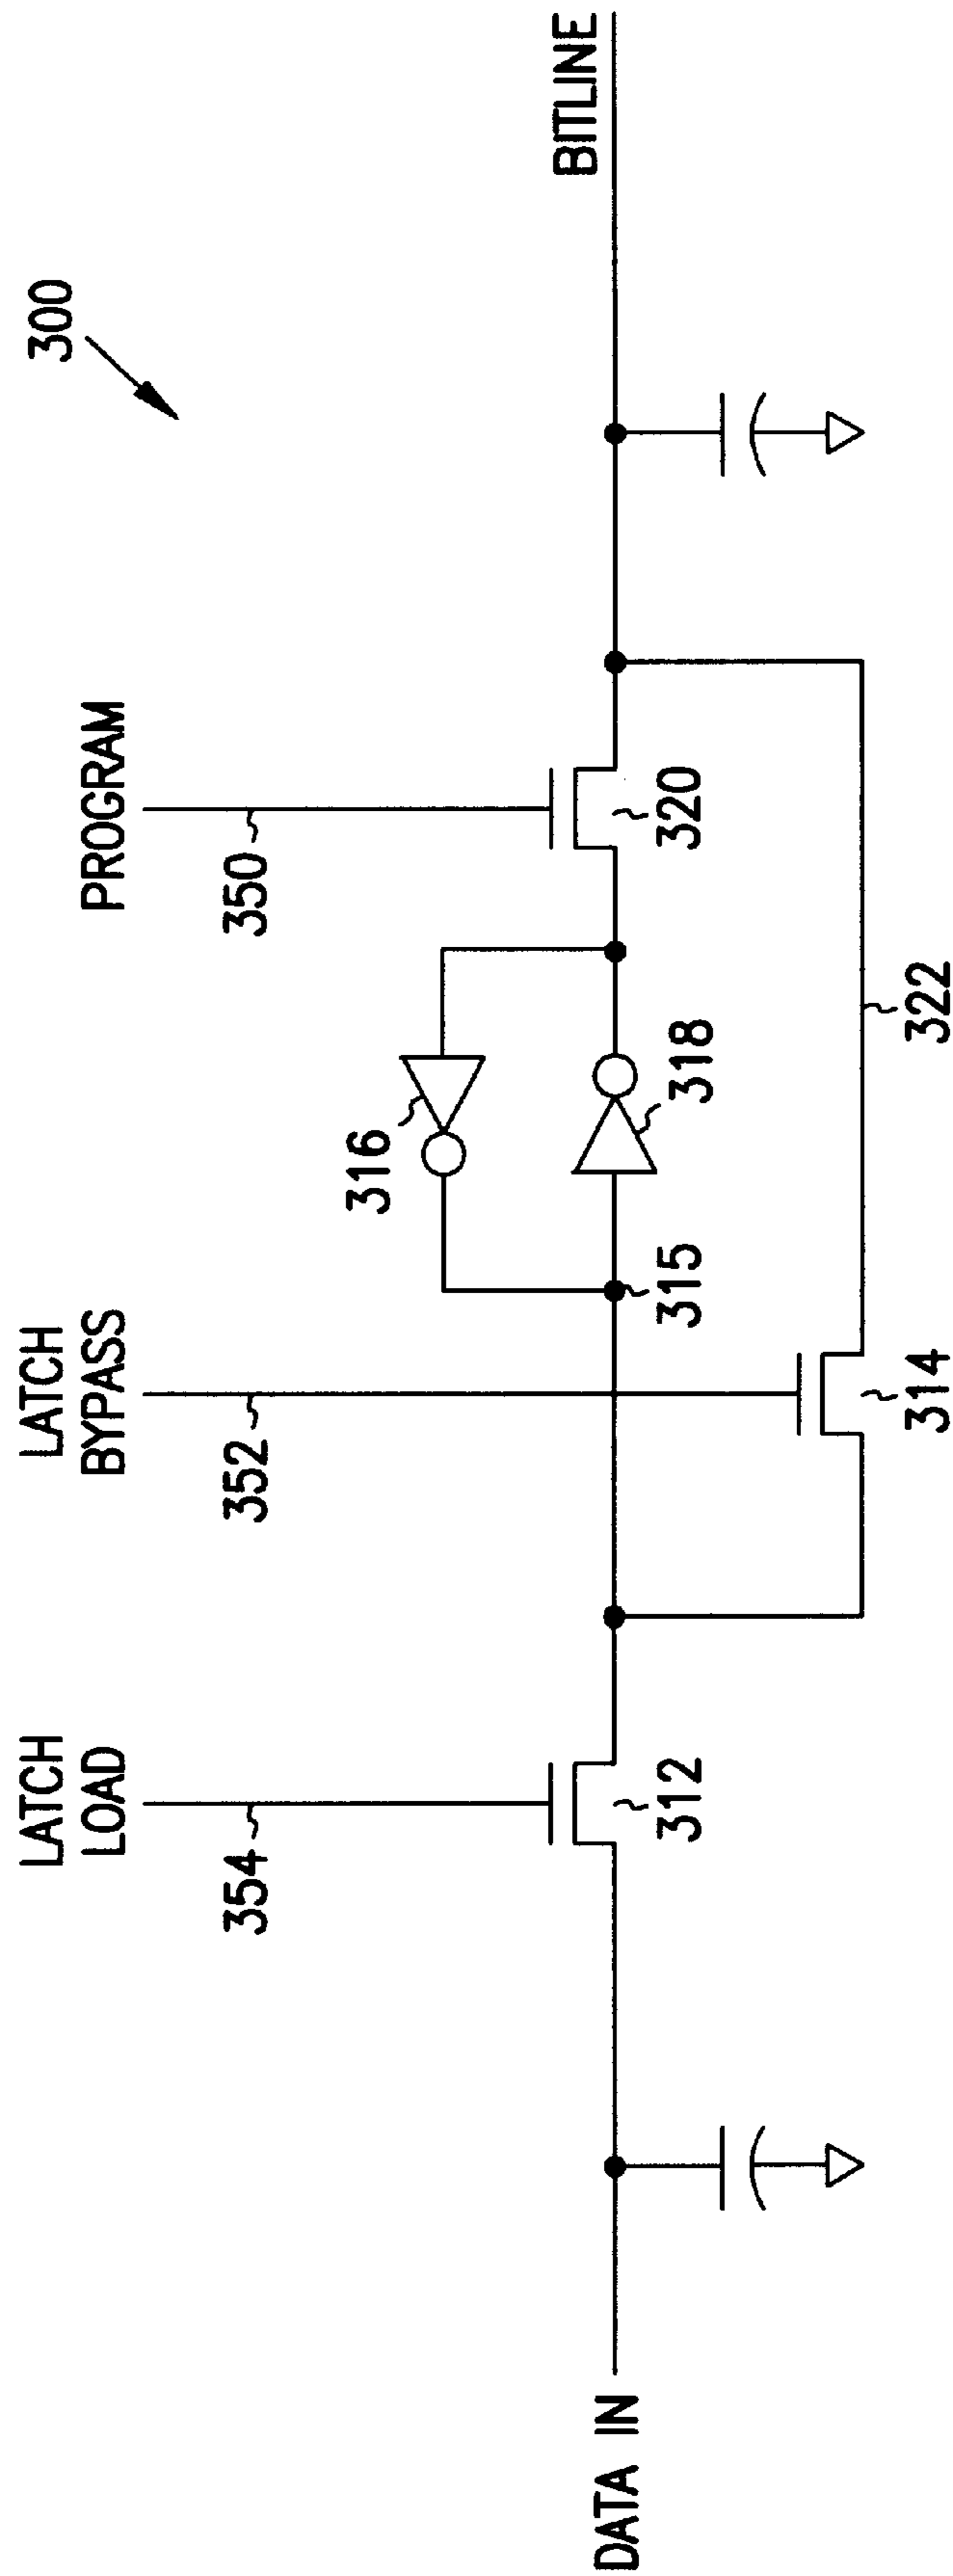 300
LATCH
LOAD
LATCH
BYPASS
PROGRAM
354
352
350
316
DATA IN
BITLINE
312
315
318
320
314
322